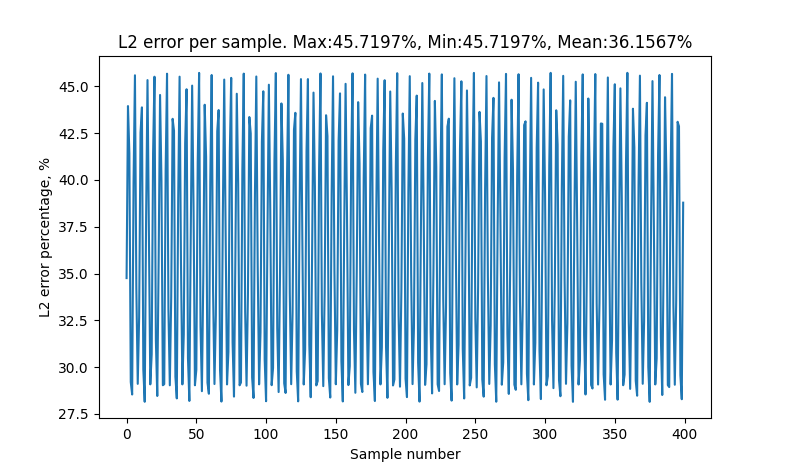 L2 error per sample. Max:45.7197%, Min:45.7197%, Mean:36.1567%
L2 error percentage, %
45.0
42.5
40.0
37.5
35.0
32.5
30.0
27.5
0 50 100 150 200 250 300 350 400
Sample number